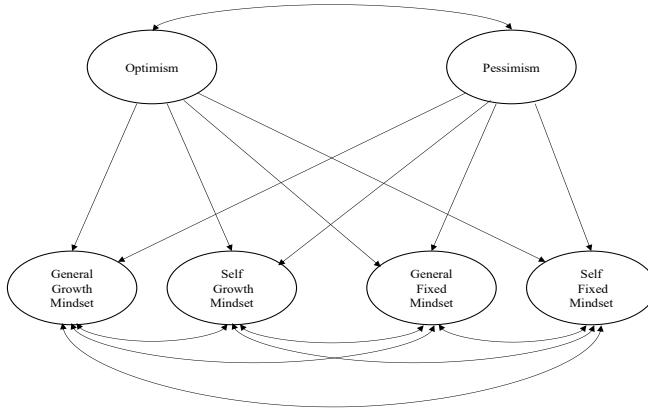 Optimism
Pessimism
General
Growth
Mindset
Self
Growth
Mindset
General
Fixed
Mindset
Self
Fixed
Mindset